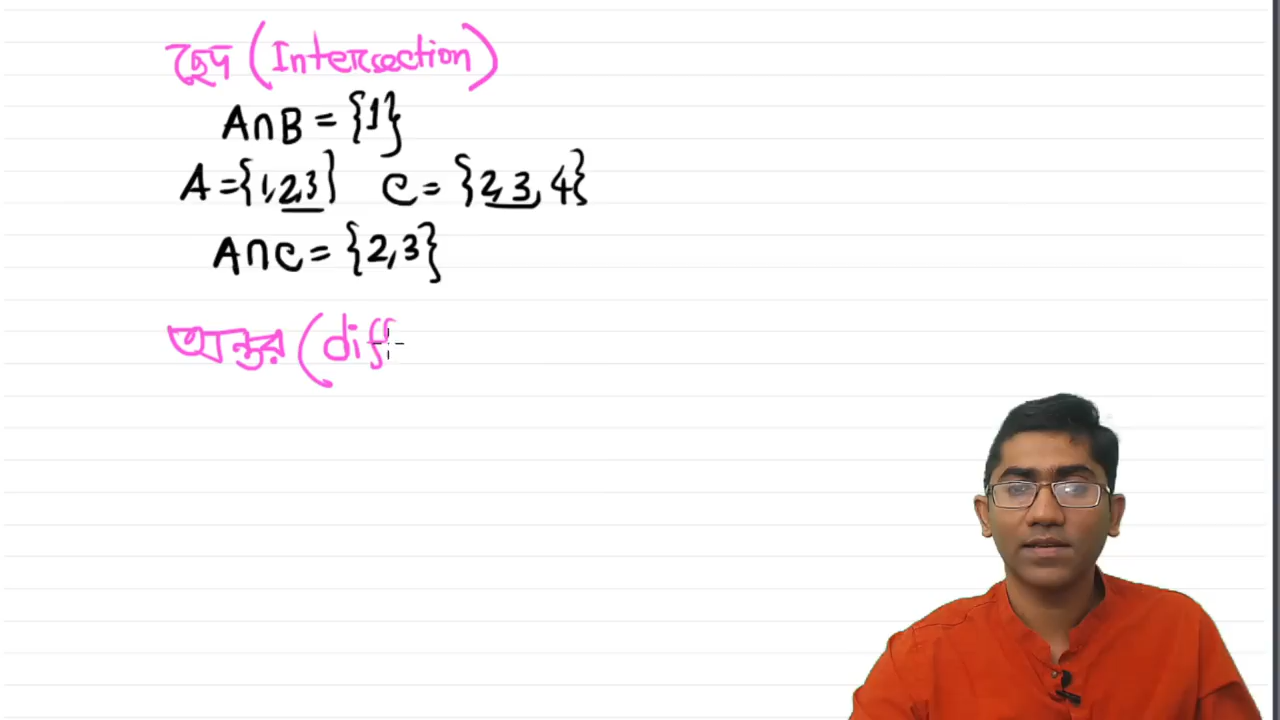 ছেদ (Intersection)
A∩B = {1}
A = {1,2,3} C = {2,3,4}
A∩C = {2,3}
অন্তর (diff